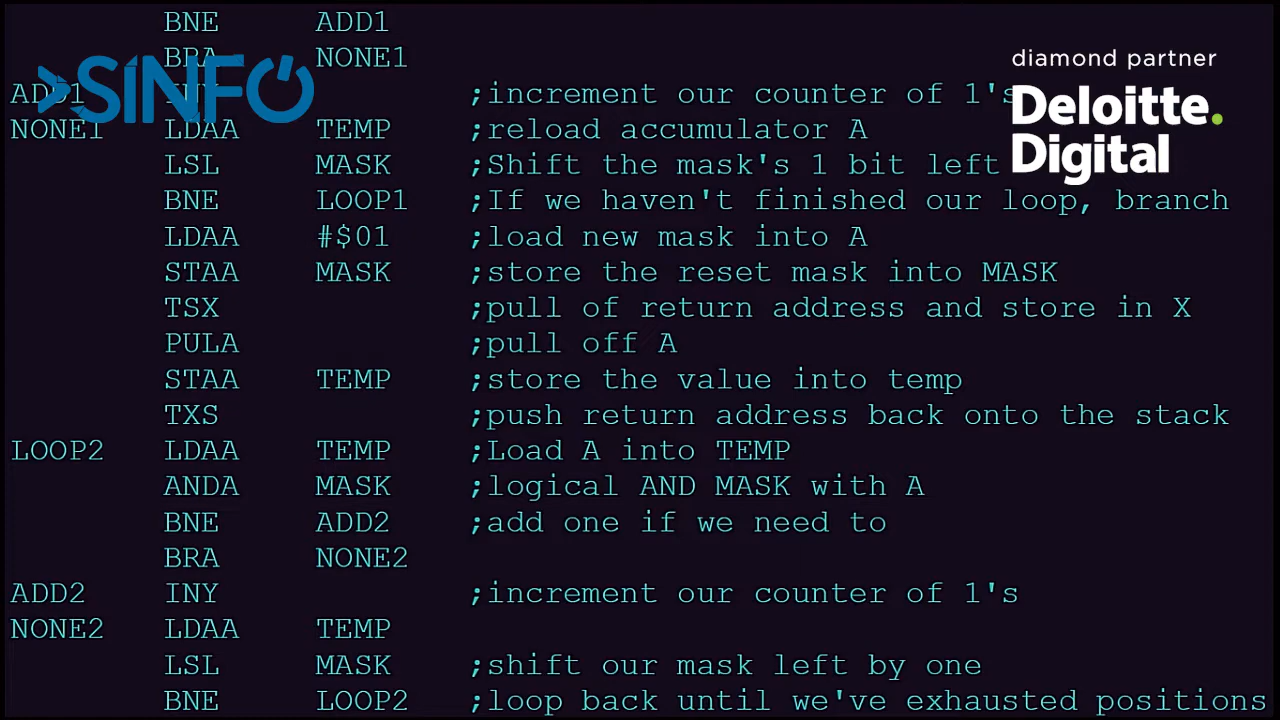 BNE ADD1
BRA NONE1
ADD1 INY ;increment our counter of 1's
NONE1 LDAA TEMP ;reload accumulator A
LSL MASK ;Shift the mask's 1 bit left
BNE LOOP1 ;If we haven't finished our loop, branch
LDAA #$01 ;load new mask into A
STAA MASK ;store the reset mask into MASK
TSX ;pull of return address and store in X
PULA ;pull off A
STAA TEMP ;store the value into temp
TXS ;push return address back onto the stack
LOOP2 LDAA TEMP ;Load A into TEMP
ANDA MASK ;logical AND MASK with A
BNE ADD2 ;add one if we need to
BRA NONE2
ADD2 INY ;increment our counter of 1's
NONE2 LDAA TEMP
LSL MASK ;shift our mask left by one
BNE LOOP2 ;loop back until we've exhausted positions
SINFO
diamond partner
Deloitte.
Digital